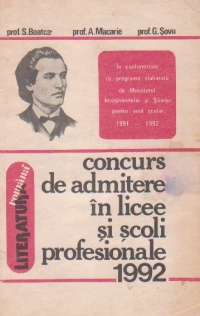 prof. S. Boatcă prof. A. Macarie prof. G. Șovu
În conformitate
cu programa elaborată
de Ministerul
Învățămîntului și Științei
pentru anul școlar
1991 - 1992
LITERATURĂ
română
concurs
de admitere
în licee
și școli
profesionale
1992